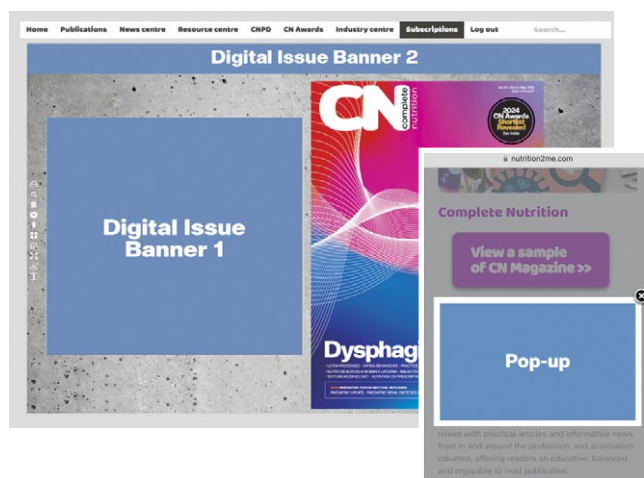 Home Publications News centre Resource centre CNPD CN Awards Industry centre Subscriptions Log out Search...
Digital Issue Banner 2
Digital Issue
Banner 1
CN
complete
nutrition
2024
CN Awards
Shortlist
Revealed
Dysphag
nutrition2me.com
Complete Nutrition
View a sample
of CN Magazine >>
Pop-up
mixed with practical articles and informative news
from in and around the profession, and association
columns, offering readers an educative, balanced
and enjoyable to read publication.